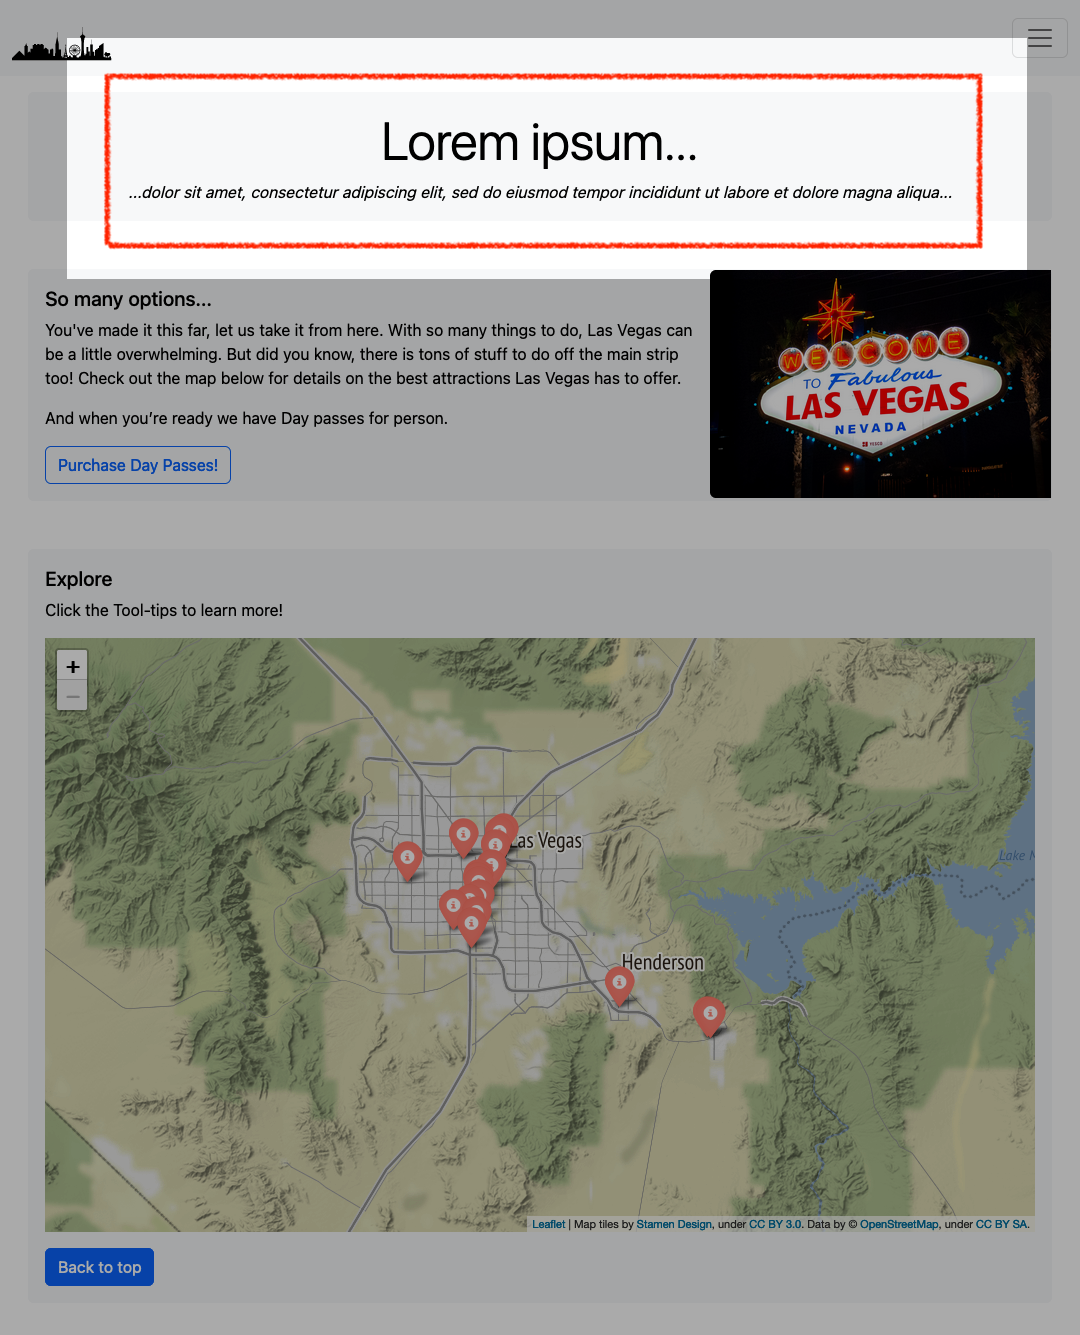 Lorem ipsum...
...dolor sit amet, consectetur adipiscing elit, sed do eiusmod tempor incididunt ut labore et dolore magna aliqua...
So many options...
You've made it this far, let us take it from here. With so many things to do, Las Vegas can
be a little overwhelming. But did you know, there is tons of stuff to do off the main strip
too! Check out the map below for details on the best attractions Las Vegas has to offer.
And when you’re ready we have Day passes for person.
Purchase Day Passes!
WELCOME
TO Fabulous
LAS VEGAS
NEVADA
Explore
Click the Tool-tips to learn more!
+
−
Las Vegas
Lake
Henderson
Leaflet | Map tiles by Stamen Design, under CC BY 3.0. Data by © OpenStreetMap, under CC BY SA.
Back to top